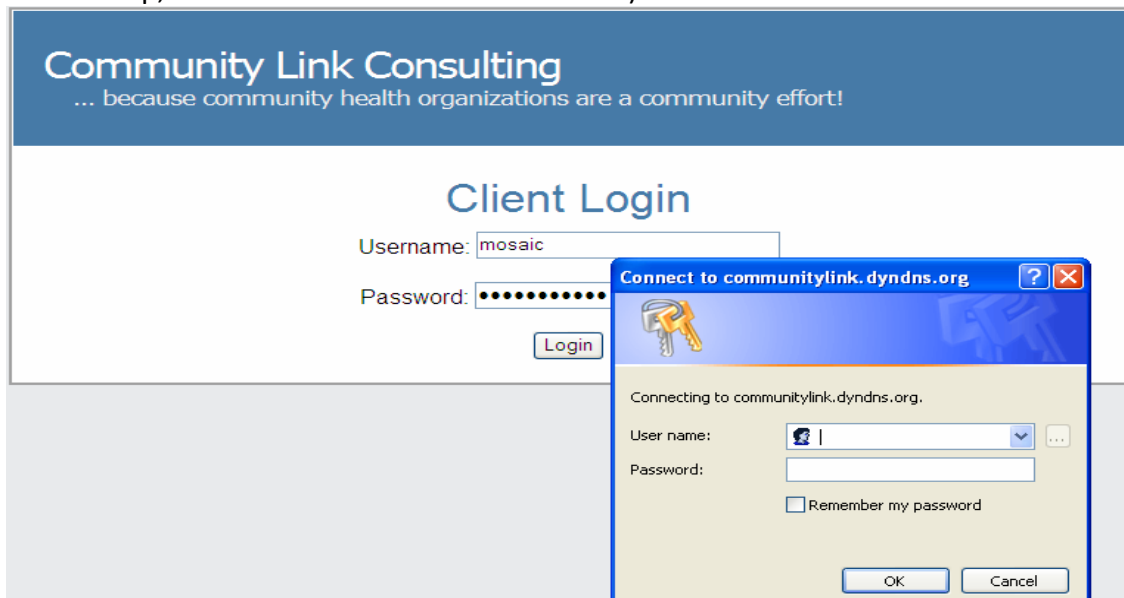 Community Link Consulting
... because community health organizations are a community effort!
Client Login
Username: mosaic
Password: •••••••••••
Login
Connect to communitylink.dyndns.org
Connecting to communitylink.dyndns.org.
User name:
Password:
Remember my password
OK Cancel